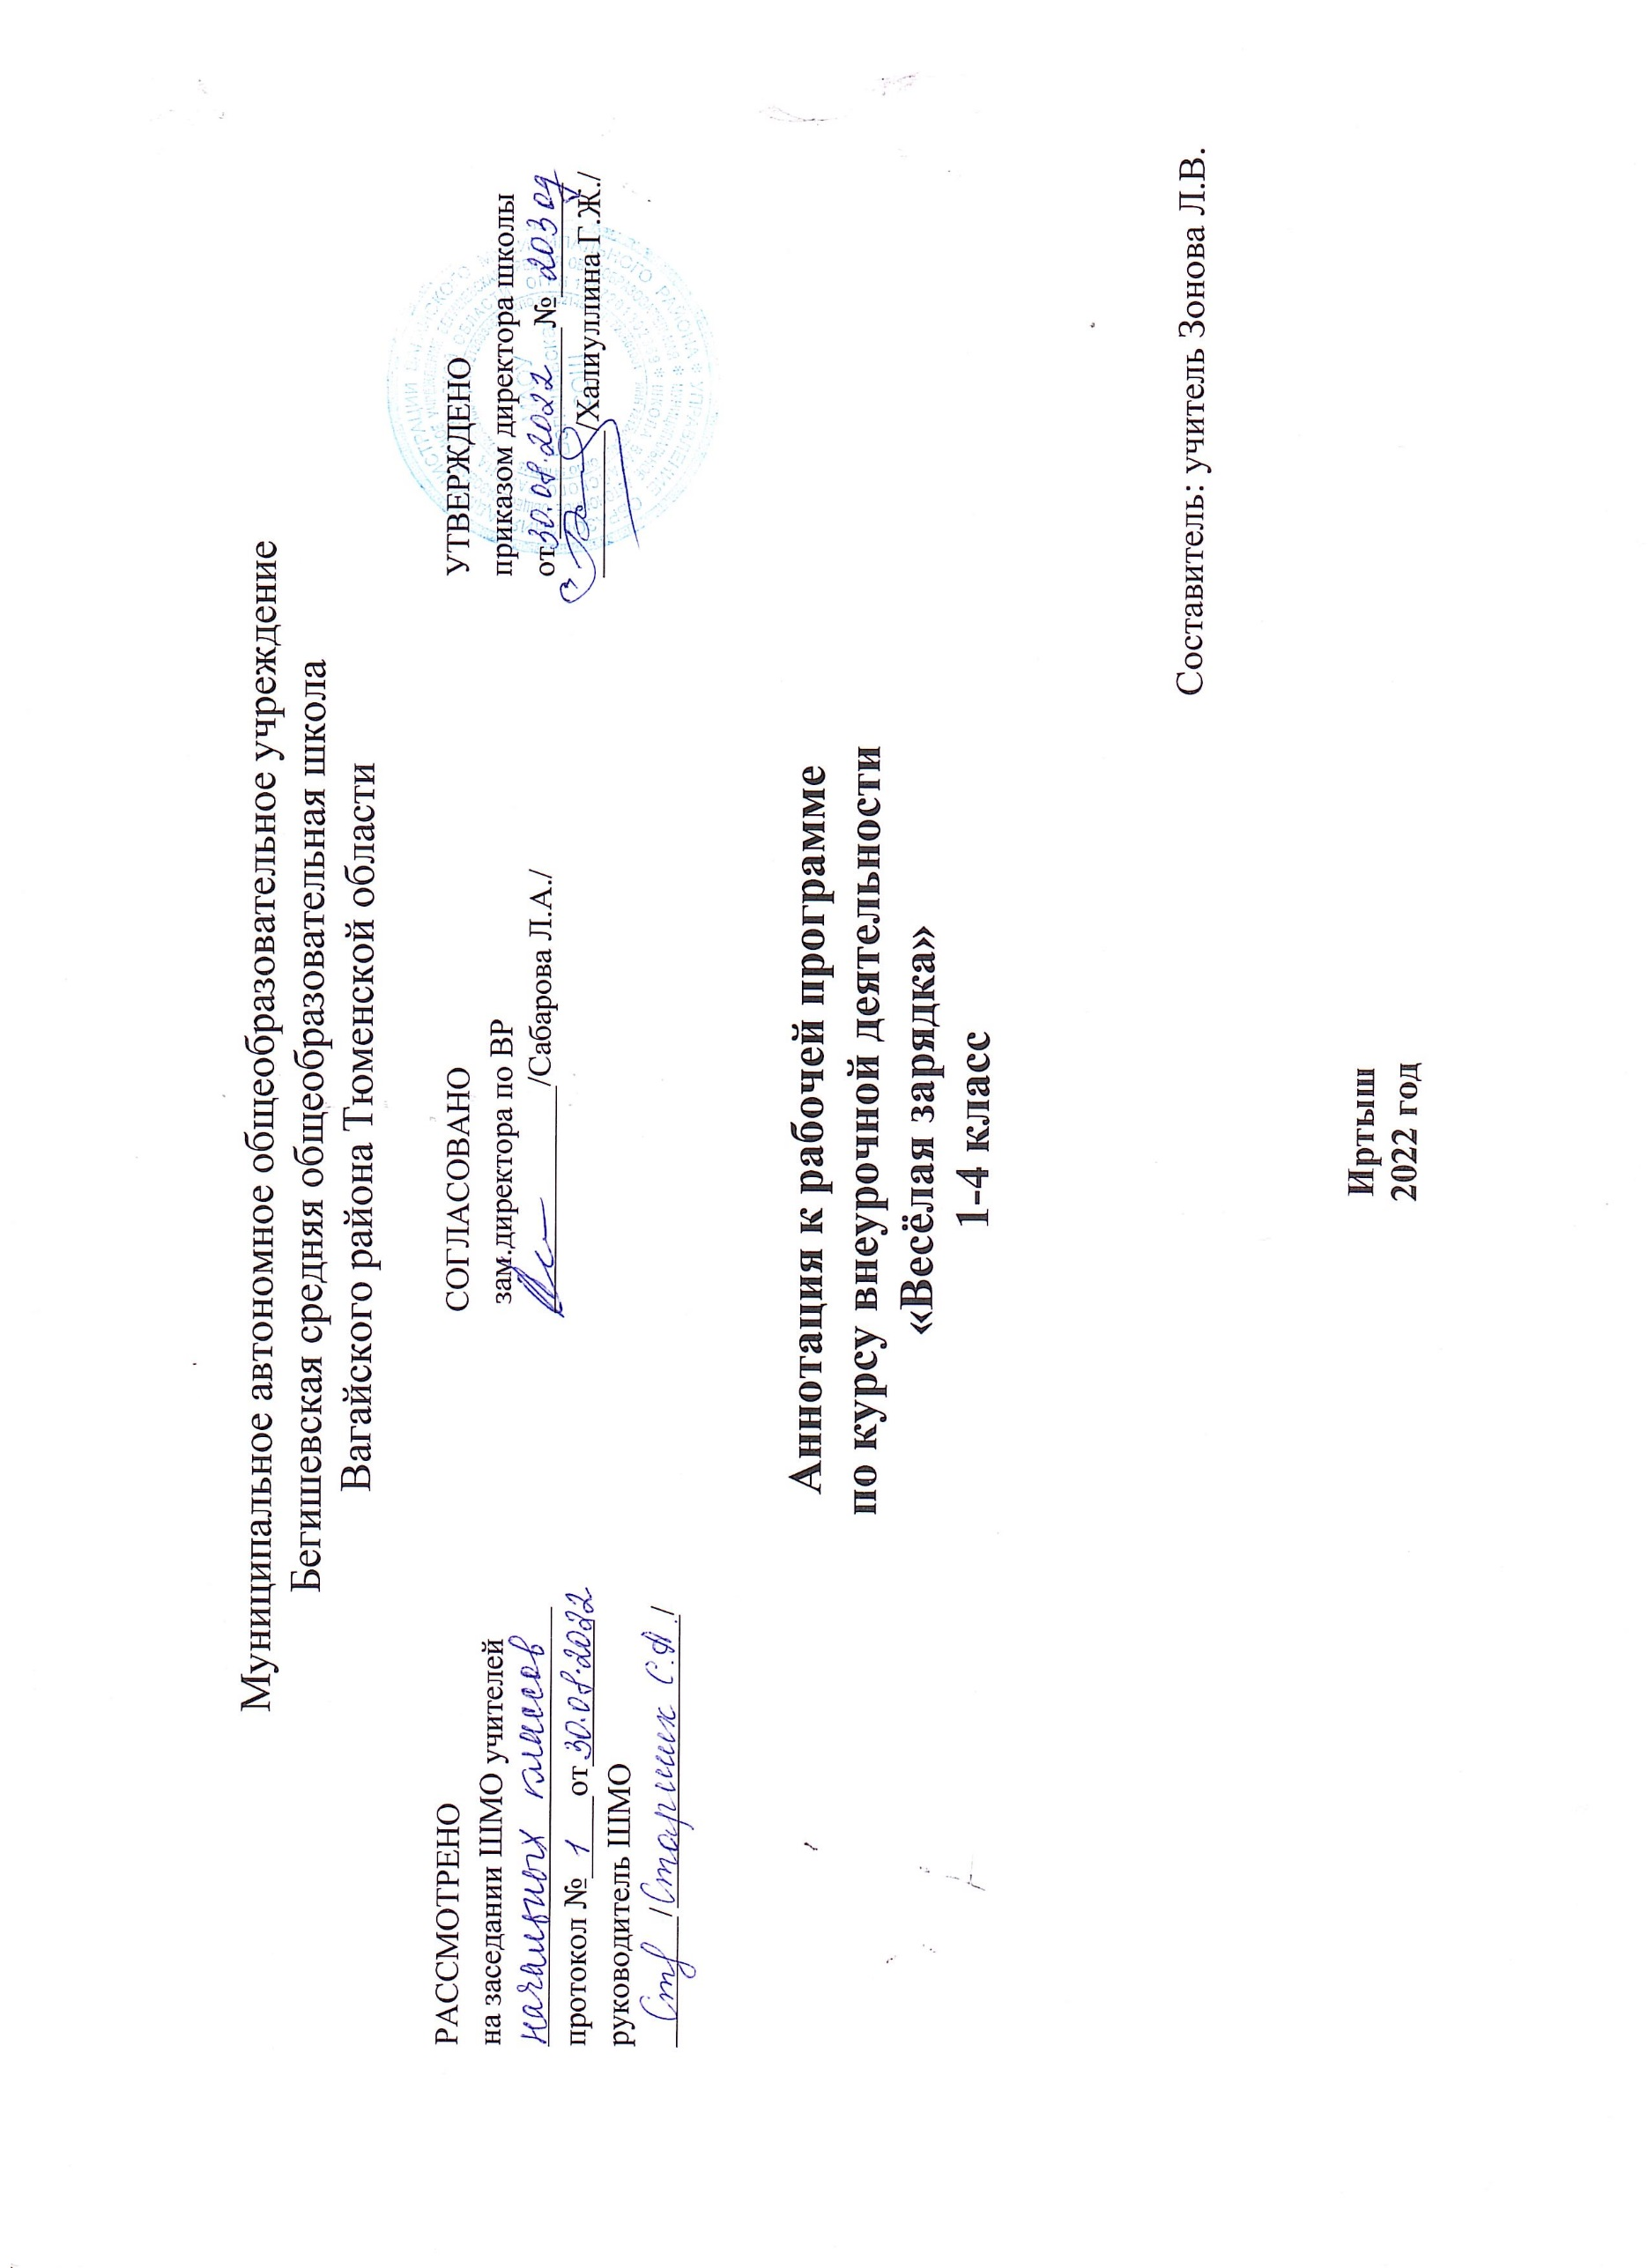 Муниципальное автономное общеобразовательное учреждение
Бегишевская средняя общеобразовательная школа
Вагайского района Тюменской области
РАССМОТРЕНО
на заседании ШМО учителей
начальных классов
протокол № 1 от 30.08.2022
руководитель ШМО
/Старших С.А./
СОГЛАСОВАНО
зам.директора по ВР
/Сабарова Л.А./
УТВЕРЖДЕНО
приказом директора школы
от 30.08.2022 № 203 од
/Халиуллина Г.Ж./
Аннотация к рабочей программе
по курсу внеурочной деятельности
«Весёлая зарядка»
1-4 класс
Составитель: учитель Зонова Л.В.
Иртыш
2022 год